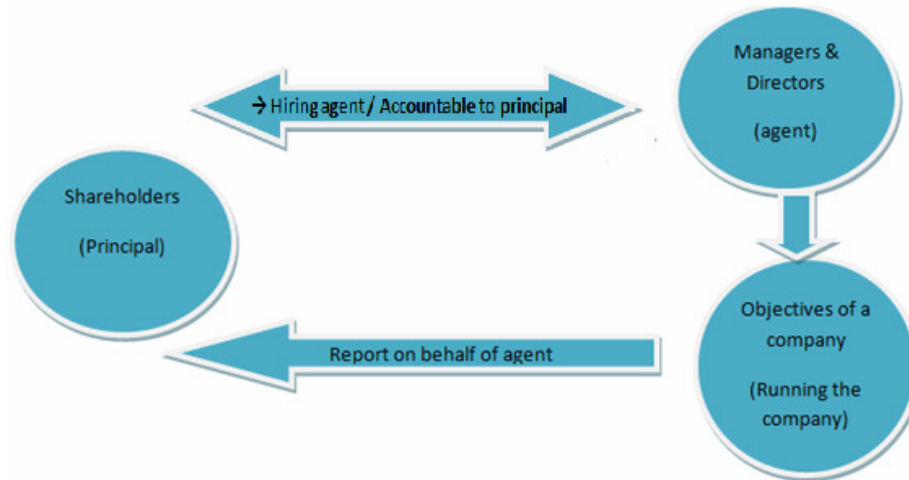 Managers &
Directors
(agent)
→ Hiring agent / Accountable to principal
Shareholders
(Principal)
Objectives of a
company
(Running the
company)
Report on behalf of agent